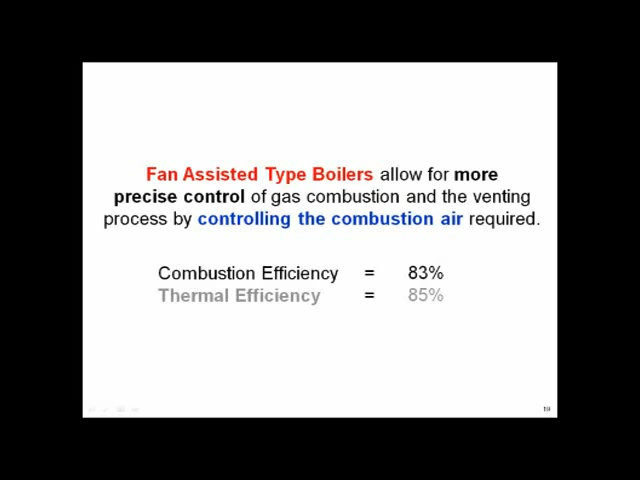 Fan Assisted Type Boilers allow for more
precise control of gas combustion and the venting
process by controlling the combustion air required.
Combustion Efficiency = 83%
Thermal Efficiency = 85%
19